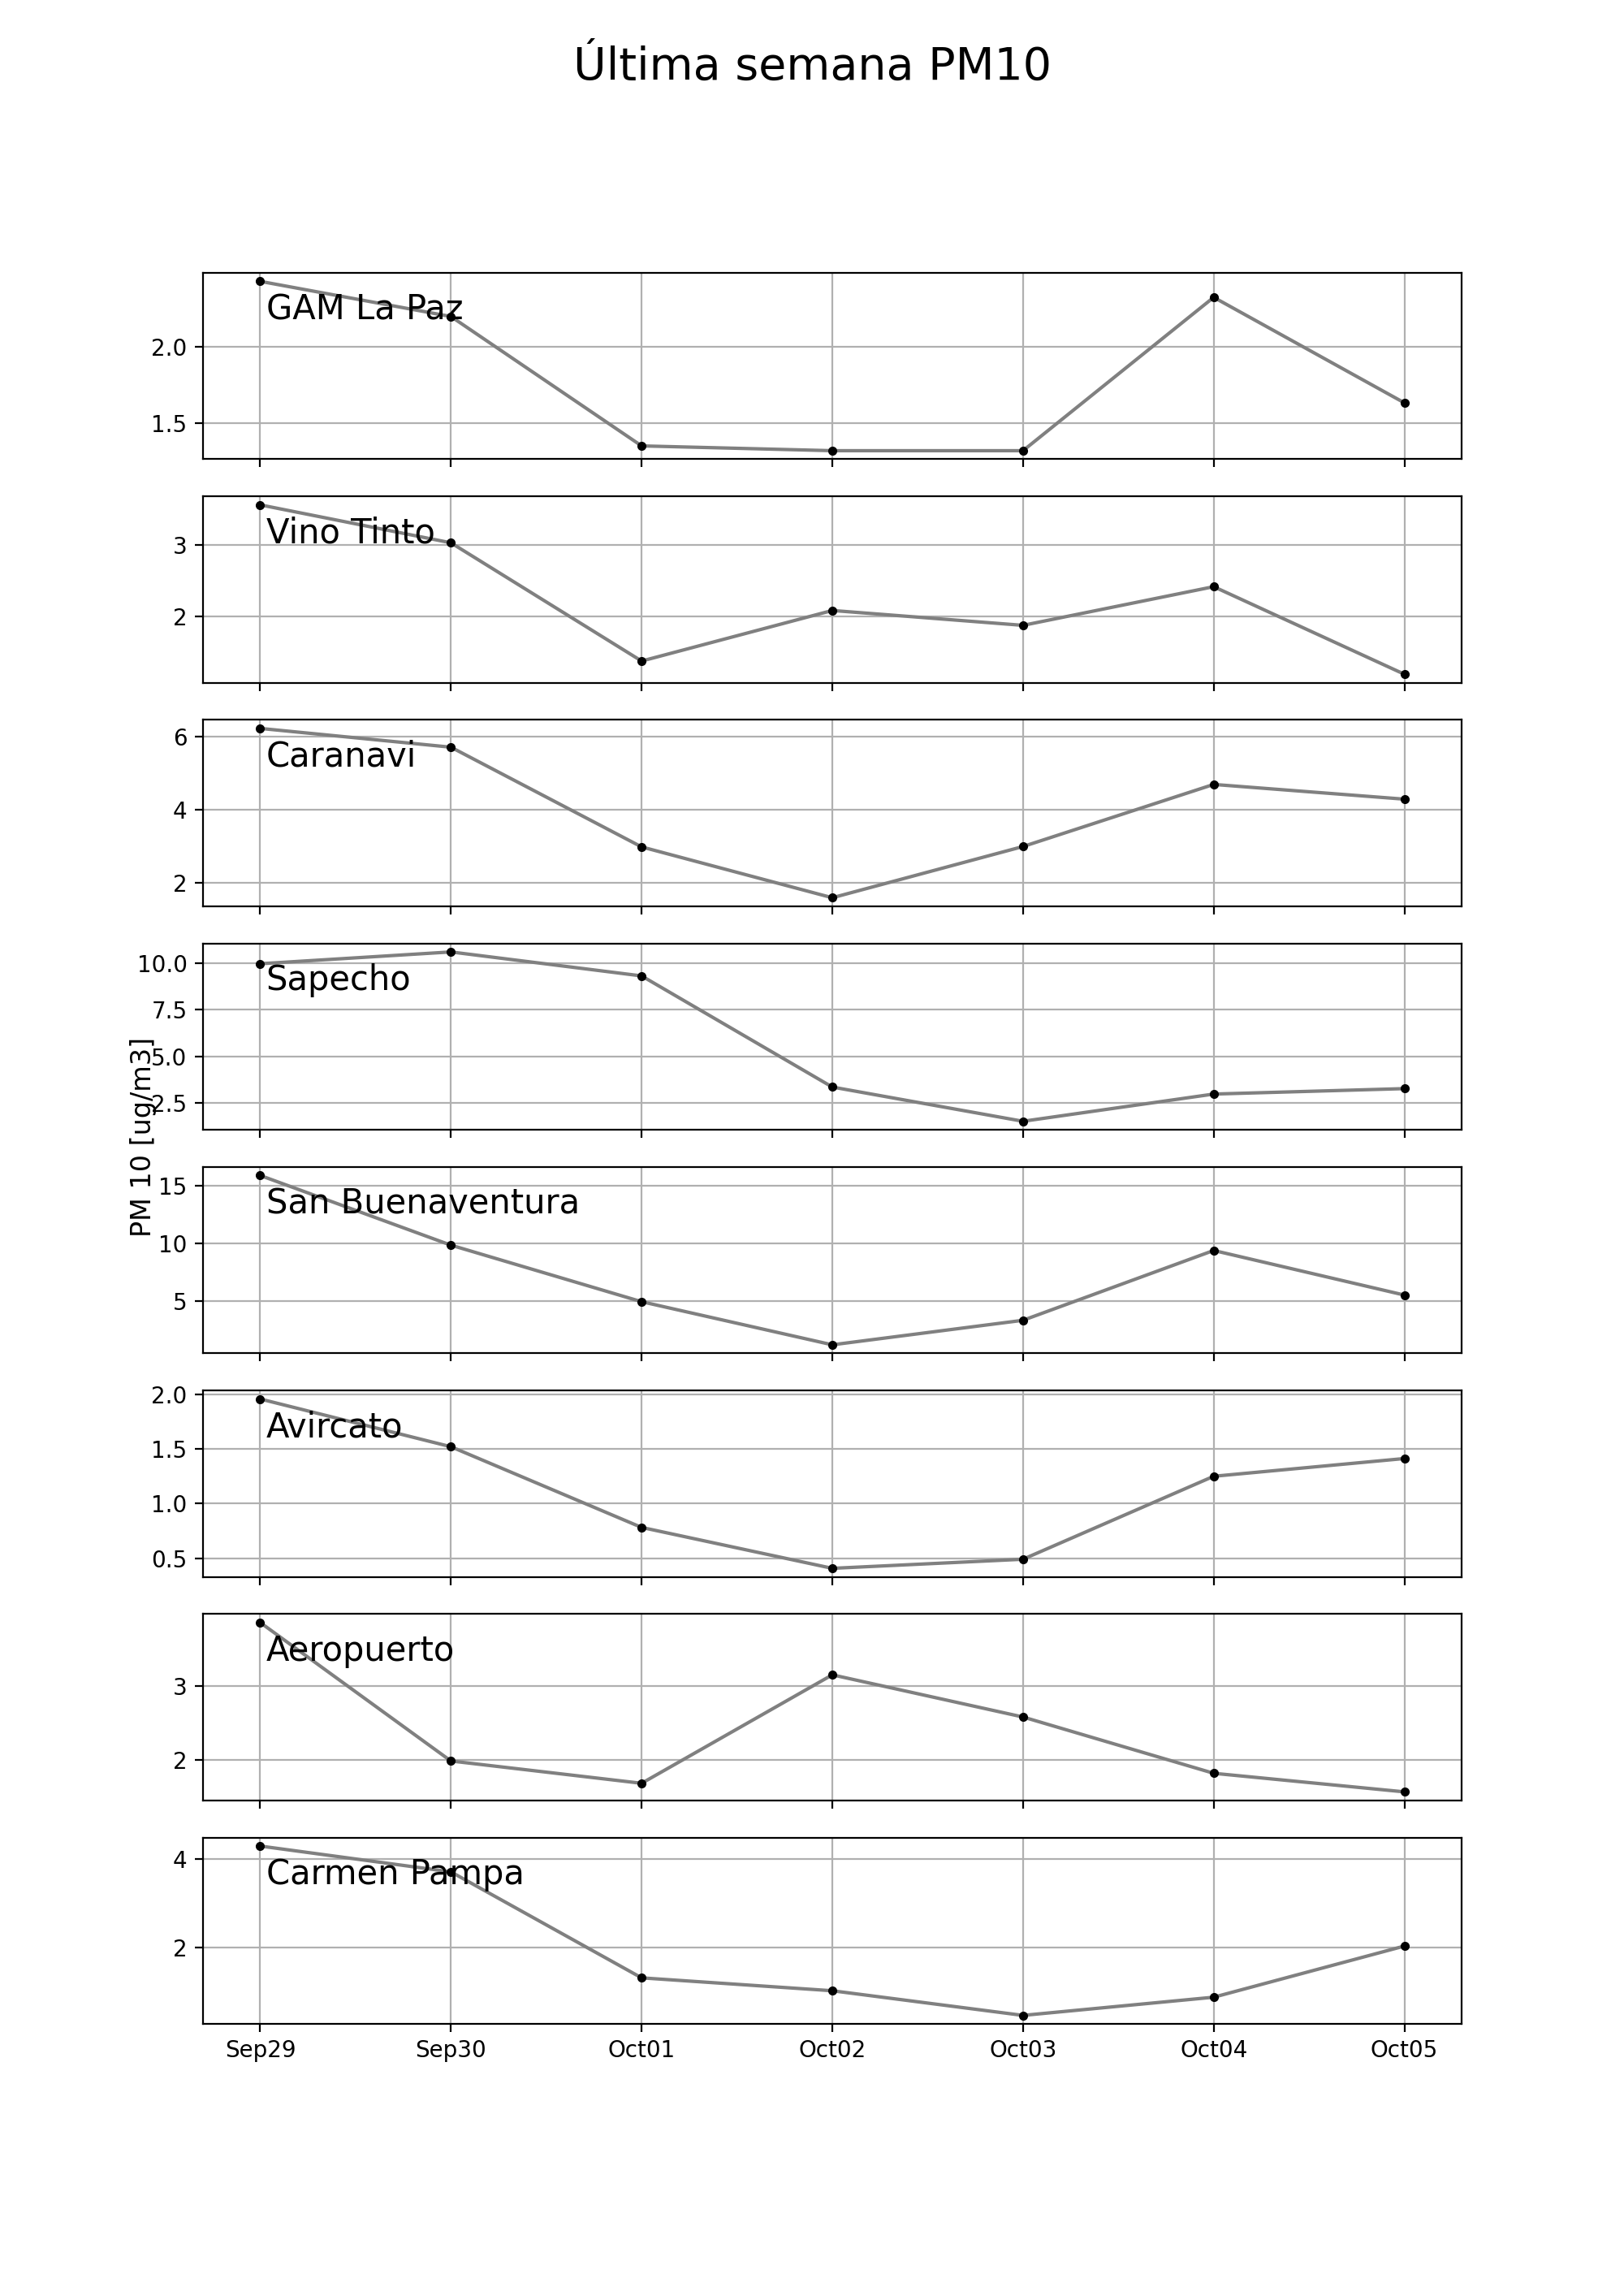 Última semana PM10
GAM La Paz
2.0
1.5
Vino Tinto
3
2
Caranavi
6
4
2
Sapecho
10.0
7.5
5.0
2.5
PM 10 [ug/m3]
San Buenaventura
15
10
5
Avircato
2.0
1.5
1.0
0.5
Aeropuerto
3
2
Carmen Pampa
4
2
Sep29 Sep30 Oct01 Oct02 Oct03 Oct04 Oct05